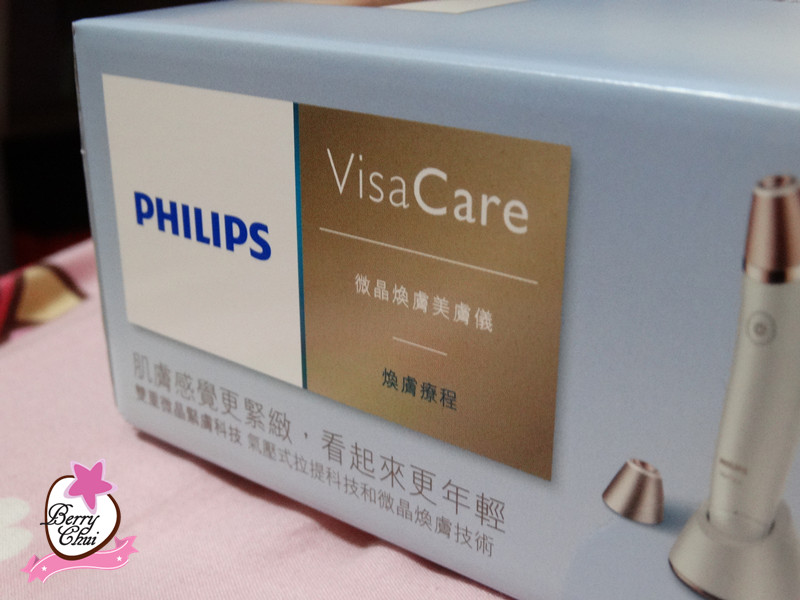 PHILIPS
VisaCare
微晶煥膚美膚儀
煥膚療程
肌膚感覺更緊緻，看起來更年輕
雙重微晶緊膚科技 氣壓式拉提科技和微晶煥膚技術
Berry
Chui